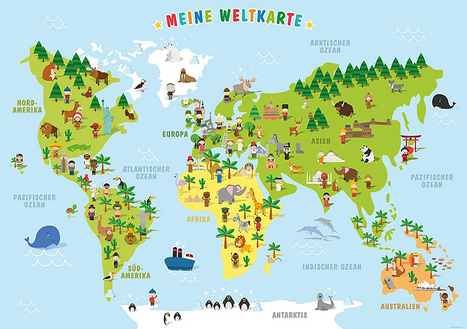 MEINE WELTKARTE
ARKTISCHER
OZEAN
NORD-
AMERIKA
EUROPA
ASIEN
ATLANTISCHER
OZEAN
PAZIFISCHER
OZEAN
PAZIFISCHER
OZEAN
AFRIKA
SÜD-
AMERIKA
INDISCHER OZEAN
AUSTRALIEN
ANTARKTIS